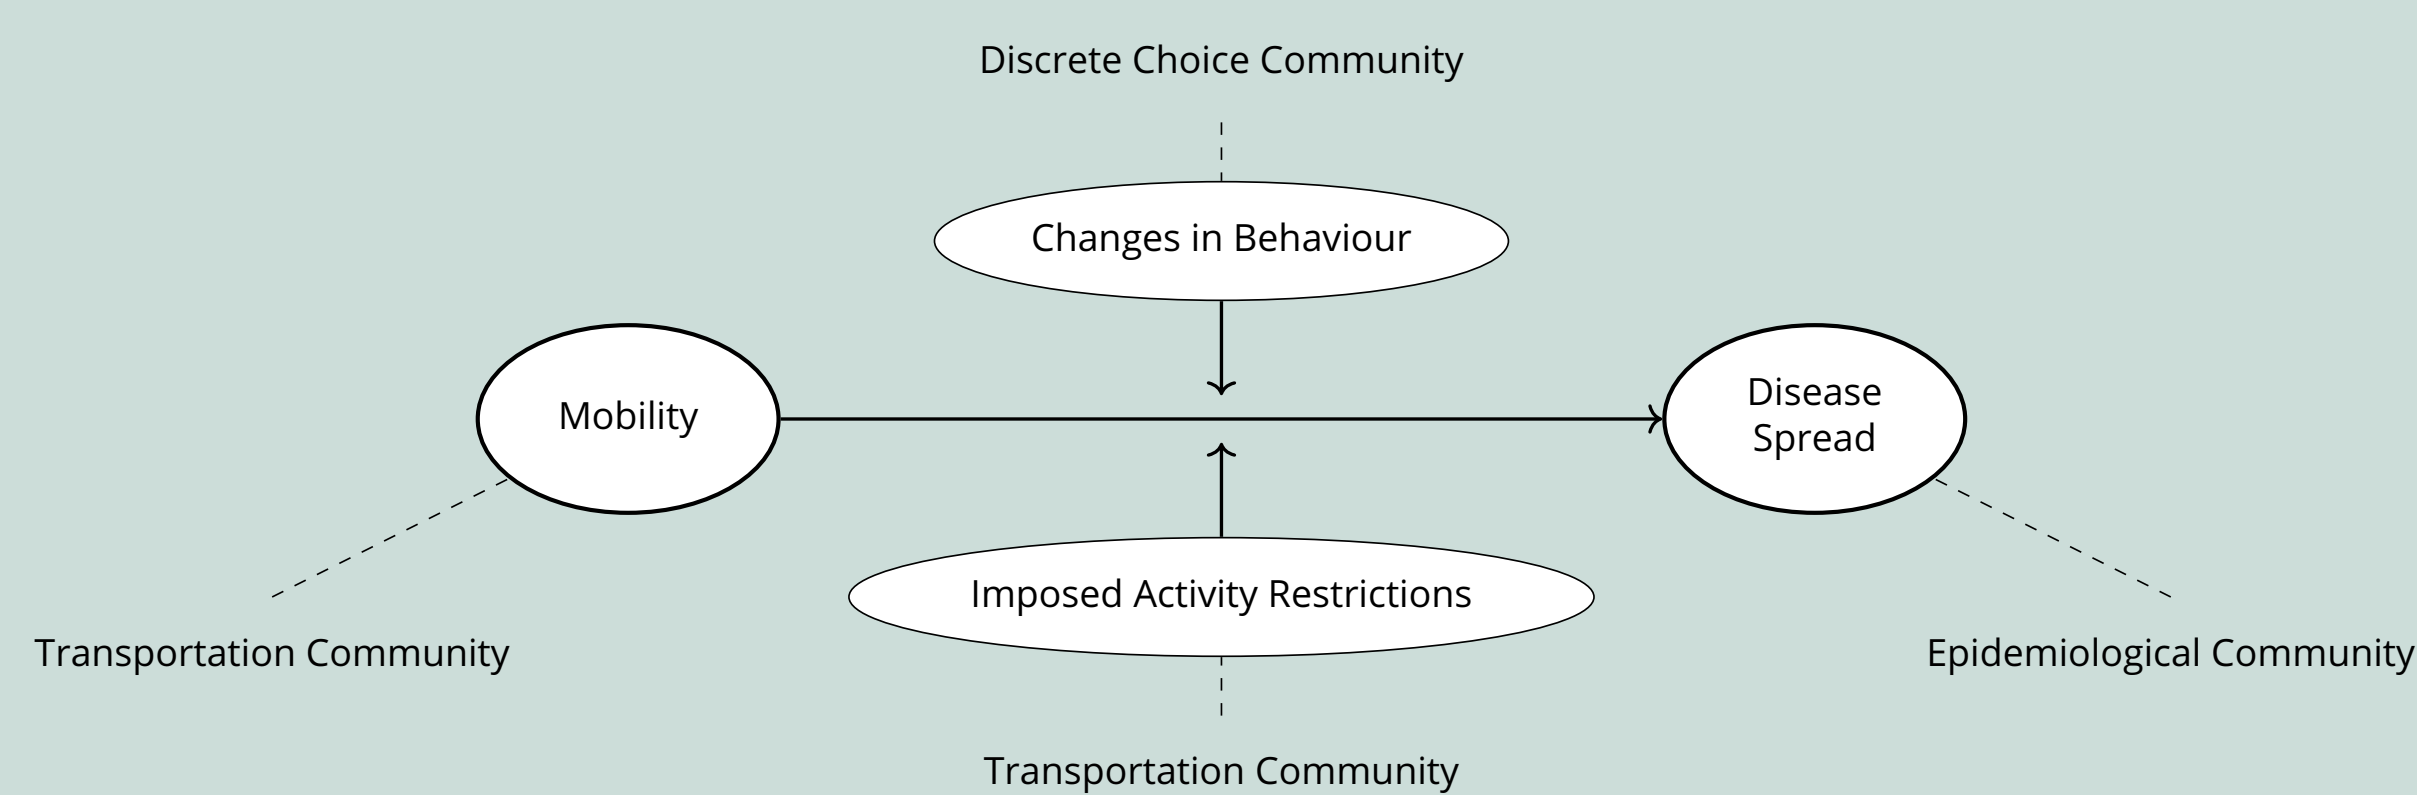 Discrete Choice Community
Changes in Behaviour
Mobility
Disease
Spread
Imposed Activity Restrictions
Transportation Community
Epidemiological Community
Transportation Community